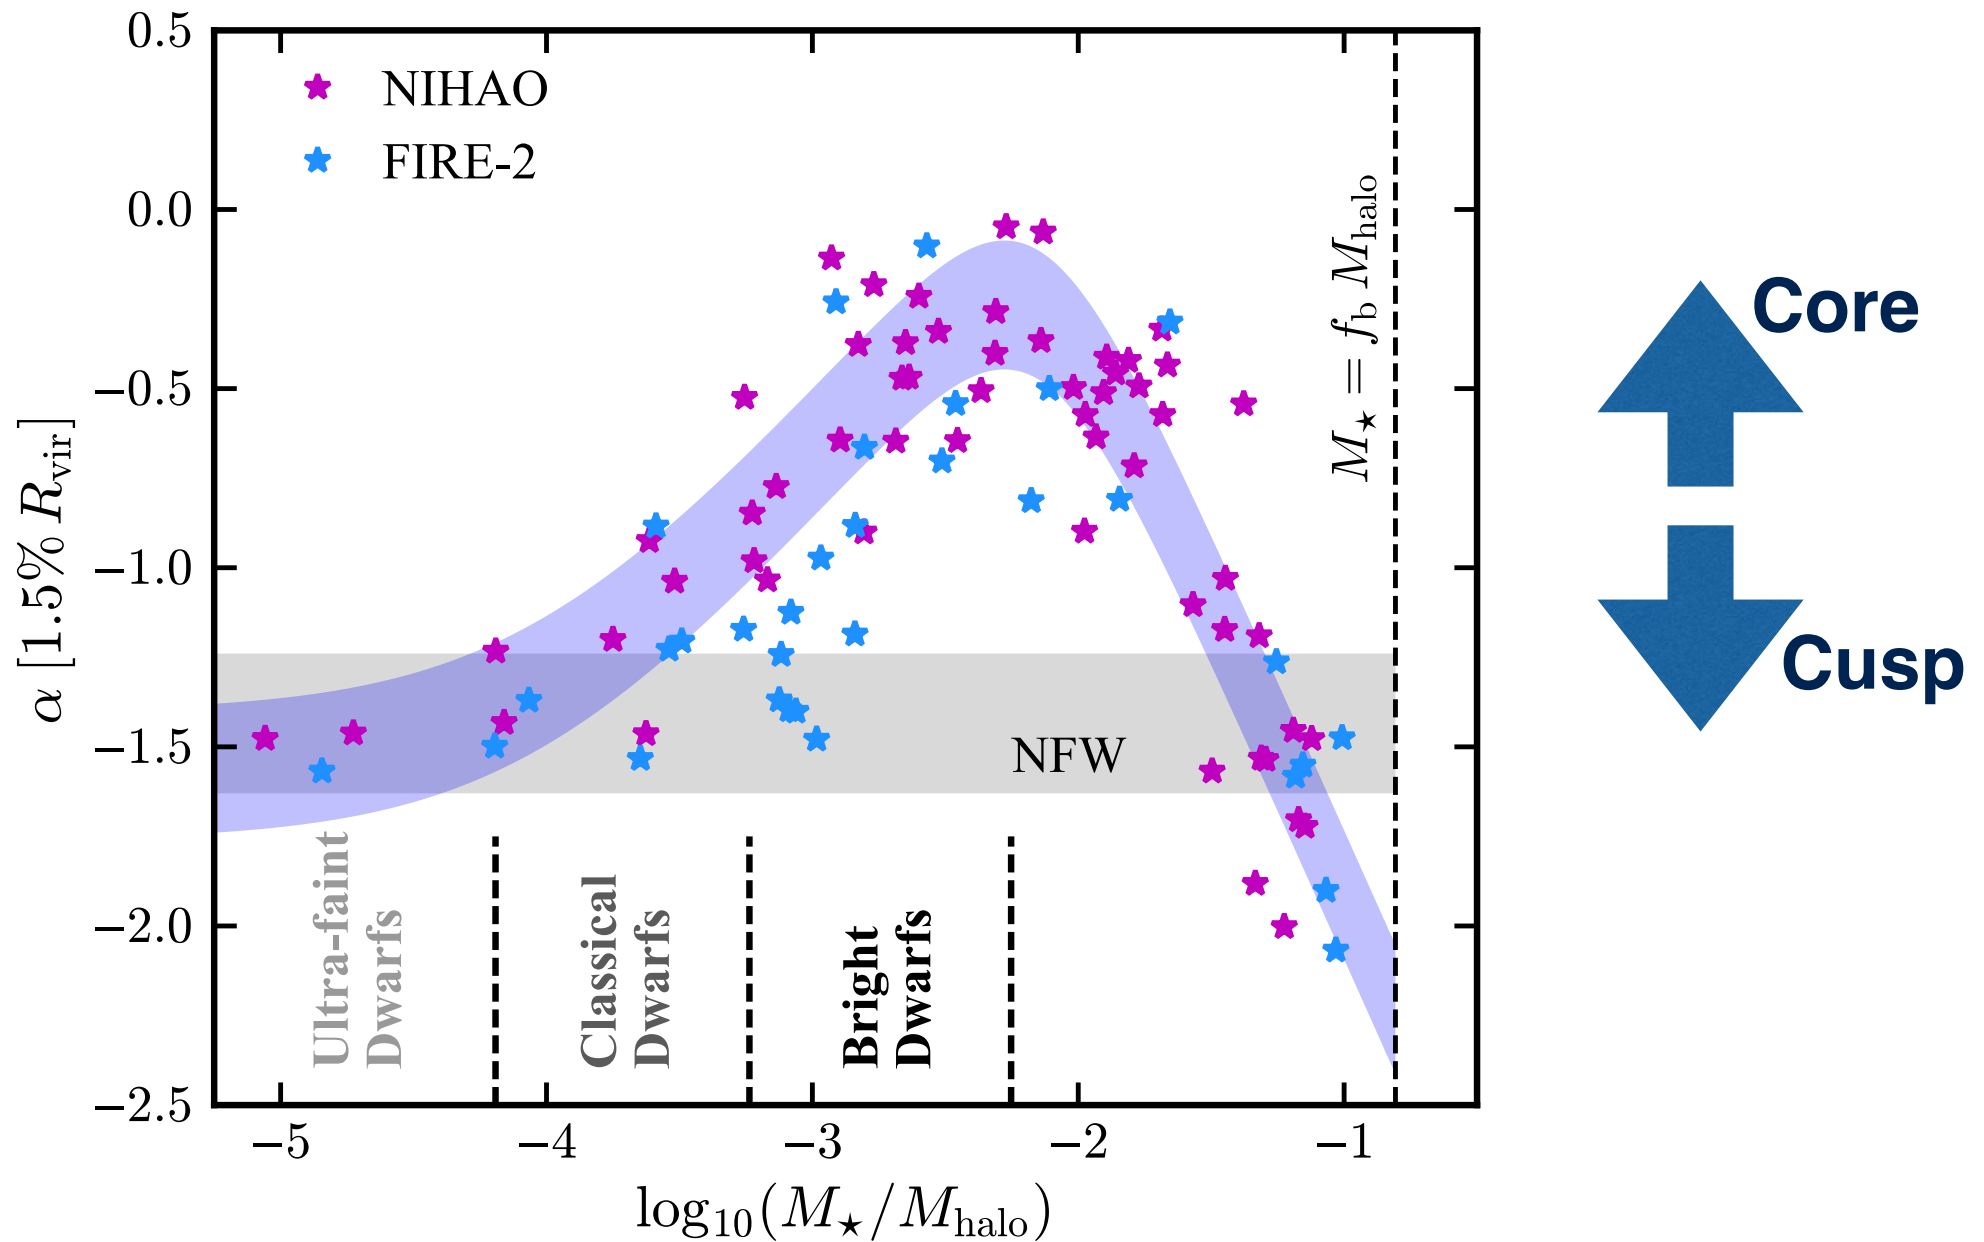 0.5
0.0
−0.5
−1.0
−1.5
−2.0
−2.5
α [1.5% R_vir]
NIHAO
FIRE-2
M⋆ = f_b M_halo
NFW
Ultra-faint
Dwarfs
Classical
Dwarfs
Bright
Dwarfs
−5 −4 −3 −2 −1
log₁₀(M⋆/M_halo)
Core
Cusp